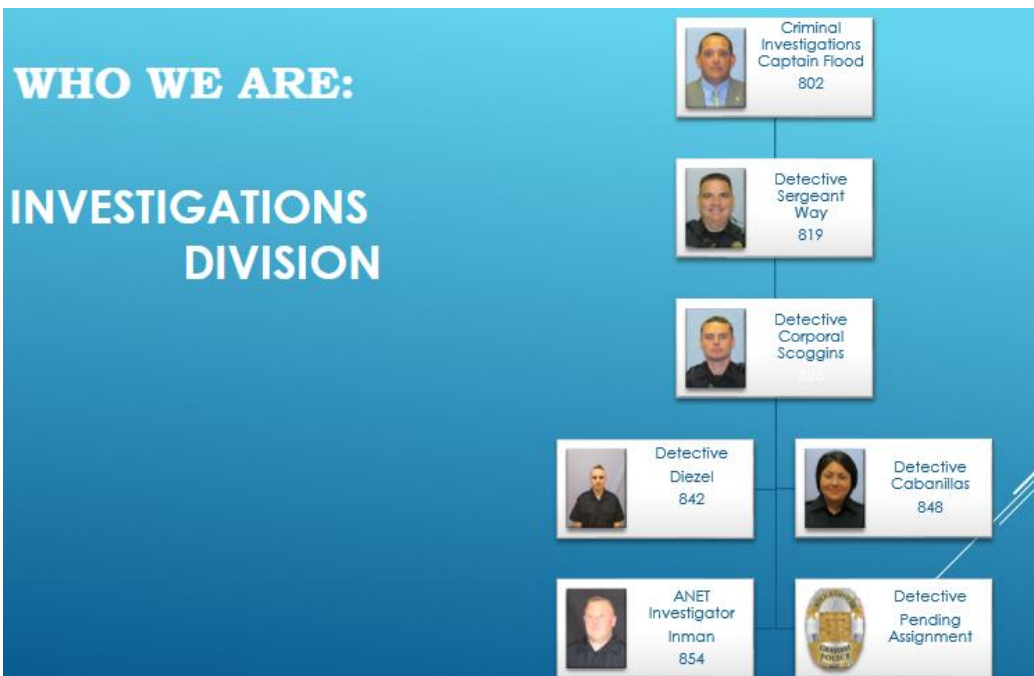 WHO WE ARE:
INVESTIGATIONS
DIVISION
Criminal
Investigations
Captain Flood
802
Detective
Sergeant
Way
819
Detective
Corporal
Scoggins
Detective
Diezel
842
Detective
Cabanillas
848
ANET
Investigator
Inman
854
Detective
Pending
Assignment
POLICE